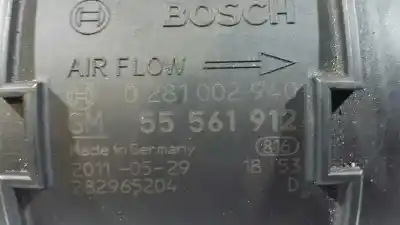 BOSCH
AIR FLOW
0 281 002 940
GM 55 561 912
Made in Germany 816
2011-05-29 18:53
282965204 D